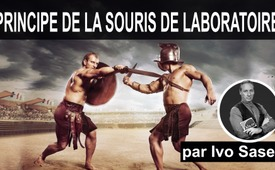 PRINCIPE DE LA SOURIS DE LABORATOIRE
par Ivo Sase